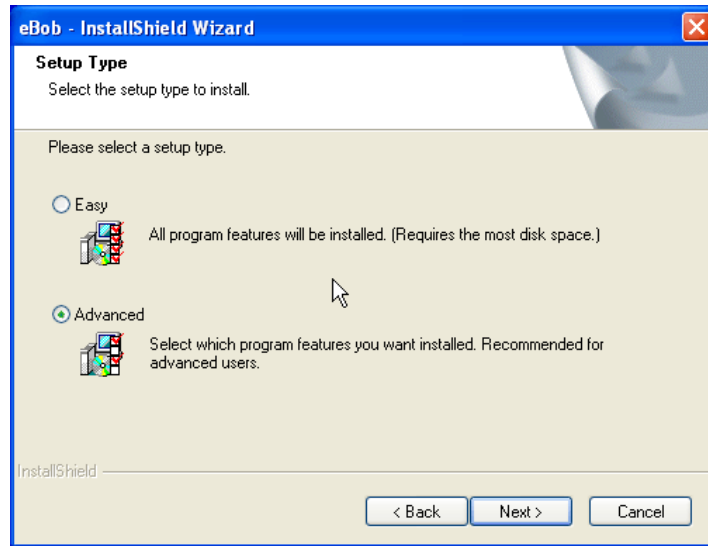 eBob - InstallShield Wizard
Setup Type
Select the setup type to install.
Please select a setup type.
Easy
All program features will be installed. (Requires the most disk space.)
Advanced
Select which program features you want installed. Recommended for
advanced users.
InstallShield
< Back
Next >
Cancel